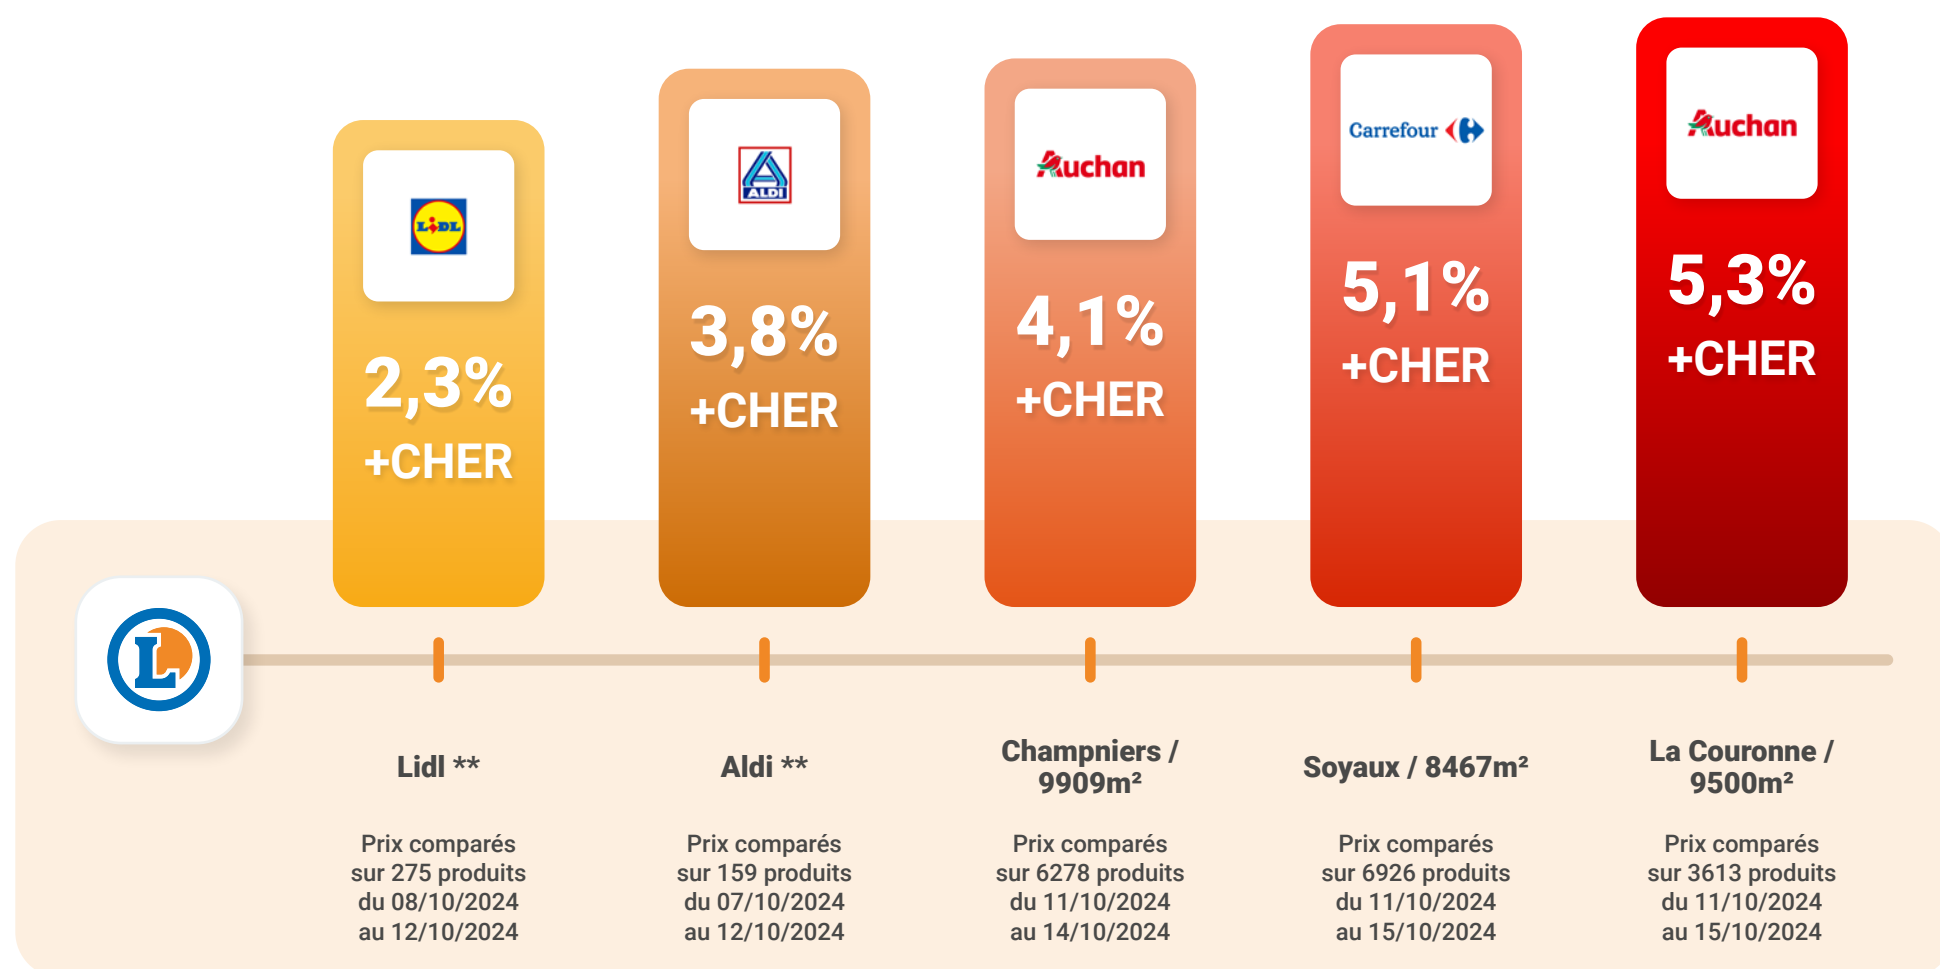 LIDL
2,3%
+CHER
ALDI
3,8%
+CHER
Auchan
4,1%
+CHER
Carrefour
5,1%
+CHER
Auchan
5,3%
+CHER
L
Lidl **
Prix comparés
sur 275 produits
du 08/10/2024
au 12/10/2024
Aldi **
Prix comparés
sur 159 produits
du 07/10/2024
au 12/10/2024
Champniers /
9909m²
Prix comparés
sur 6278 produits
du 11/10/2024
au 14/10/2024
Soyaux / 8467m²
Prix comparés
sur 6926 produits
du 11/10/2024
au 15/10/2024
La Couronne /
9500m²
Prix comparés
sur 3613 produits
du 11/10/2024
au 15/10/2024